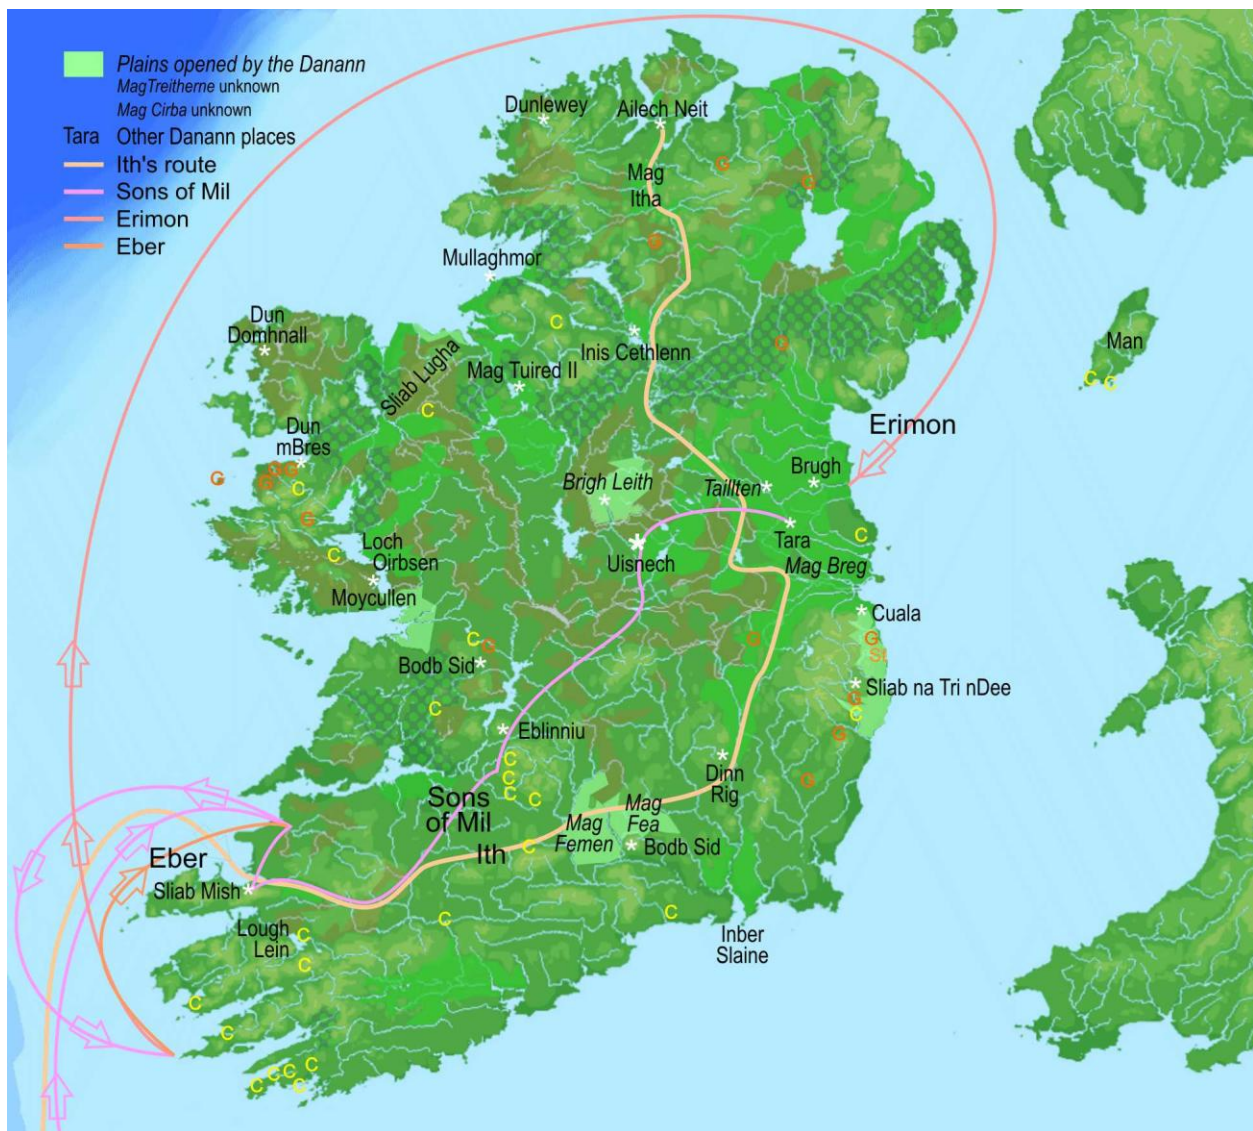 Plains opened by the Danann
MagTreitherne unknown
Mag Cirba unknown
Tara Other Danann places
Ith's route
Sons of Mil
Erimon
Eber
Dunlewey
Ailech Neit
Mag
Itha
G
G
G
Mullaghmor
Dun
Domhnall
C
Inis Cethlenn
G
Man
C
G
Sliab Lugha
Mag Tuired II
C
Erimon
Dun
mBres
G
G
G
G
C
G
Brigh Leith
Taillten
Brugh
Tara
C
Uisnech
Mag Breg
Loch
Oirbsen
C
Moycullen
Cuala
G
St
C
G
G
Bodb Sid
Sliab na Tri nDee
G
C
G
C
Eblinniu
C
C
C
C
Dinn
Rig
G
Sons
of Mil
Mag
Fea
Mag
Femen
Ith
C
Bodb Sid
Eber
Sliab Mish
Lough
Lein
C
C
C
C
Inber
Slaine
C
C
C
C
C
C
C